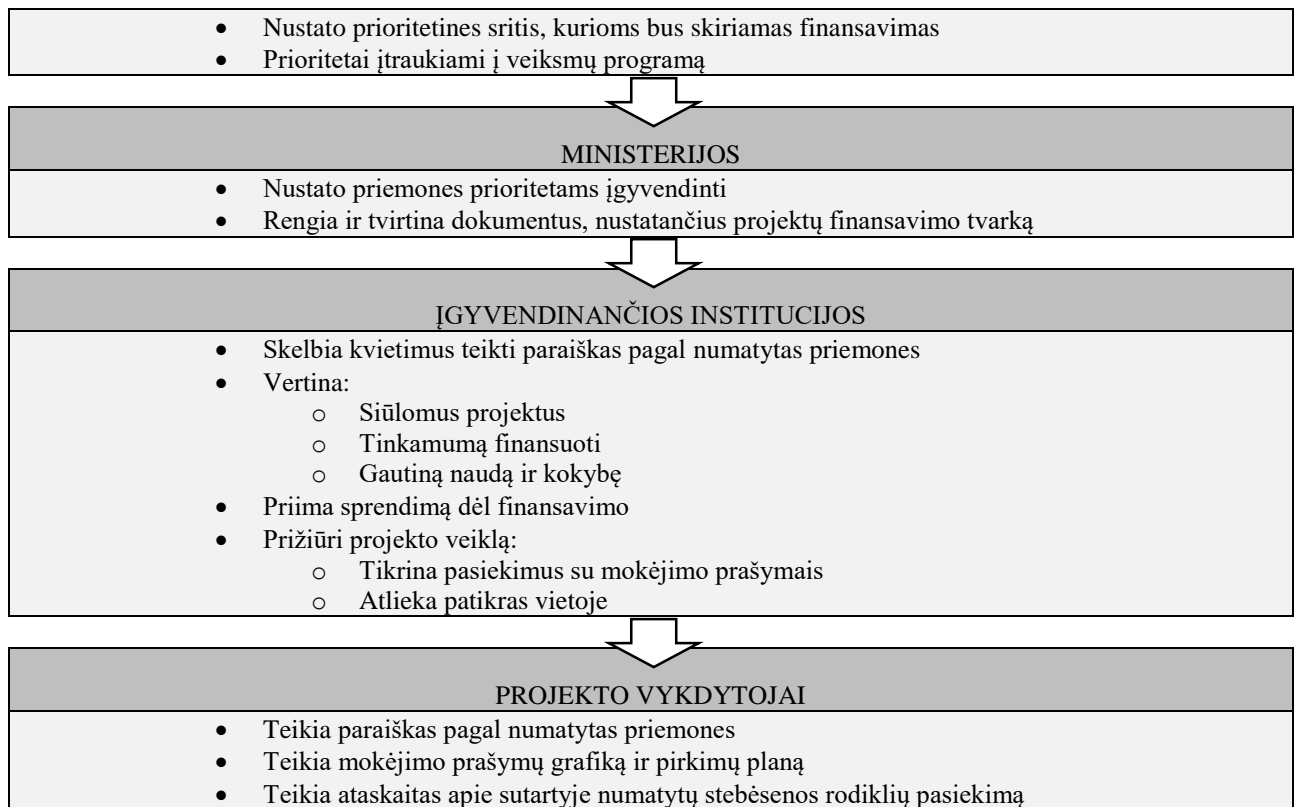 • Nustato prioritetines sritis, kurioms bus skiriamas finansavimas
• Prioritetai įtraukiami į veiksmų programą
MINISTERIJOS
• Nustato priemones prioritetams įgyvendinti
• Rengia ir tvirtina dokumentus, nustatančius projektų finansavimo tvarką
ĮGYVENDINANČIOS INSTITUCIJOS
• Skelbia kvietimus teikti paraiškas pagal numatytas priemones
• Vertina:
o Siūlomus projektus
o Tinkamumą finansuoti
o Gautiną naudą ir kokybę
• Priima sprendimą dėl finansavimo
• Prižiūri projekto veiklą:
o Tikrina pasiekimus su mokėjimo prašymais
o Atlieka patikras vietoje
PROJEKTO VYKDYTOJAI
• Teikia paraiškas pagal numatytas priemones
• Teikia mokėjimo prašymų grafiką ir pirkimų planą
• Teikia ataskaitas apie sutartyje numatytų stebėsenos rodiklių pasiekimą